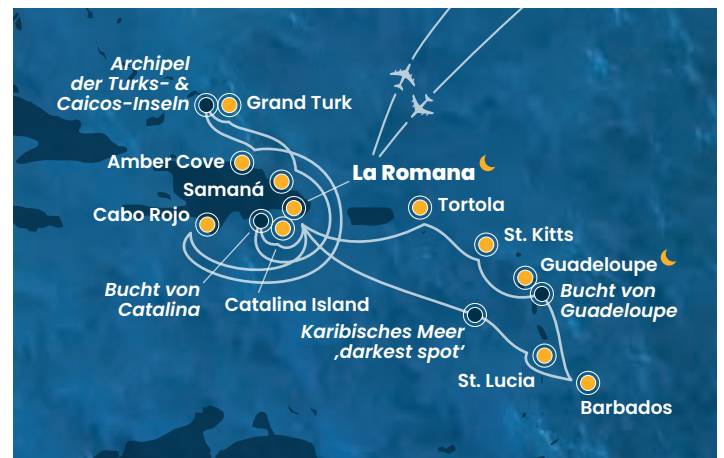 Archipel
der Turks- &
Caicos-Inseln
Grand Turk
Amber Cove
La Romana
Samaná
Cabo Rojo
Tortola
St. Kitts
Guadeloupe
Bucht von
Guadeloupe
Bucht von
Catalina
Catalina Island
Karibisches Meer
‚darkest spot‘
St. Lucia
Barbados